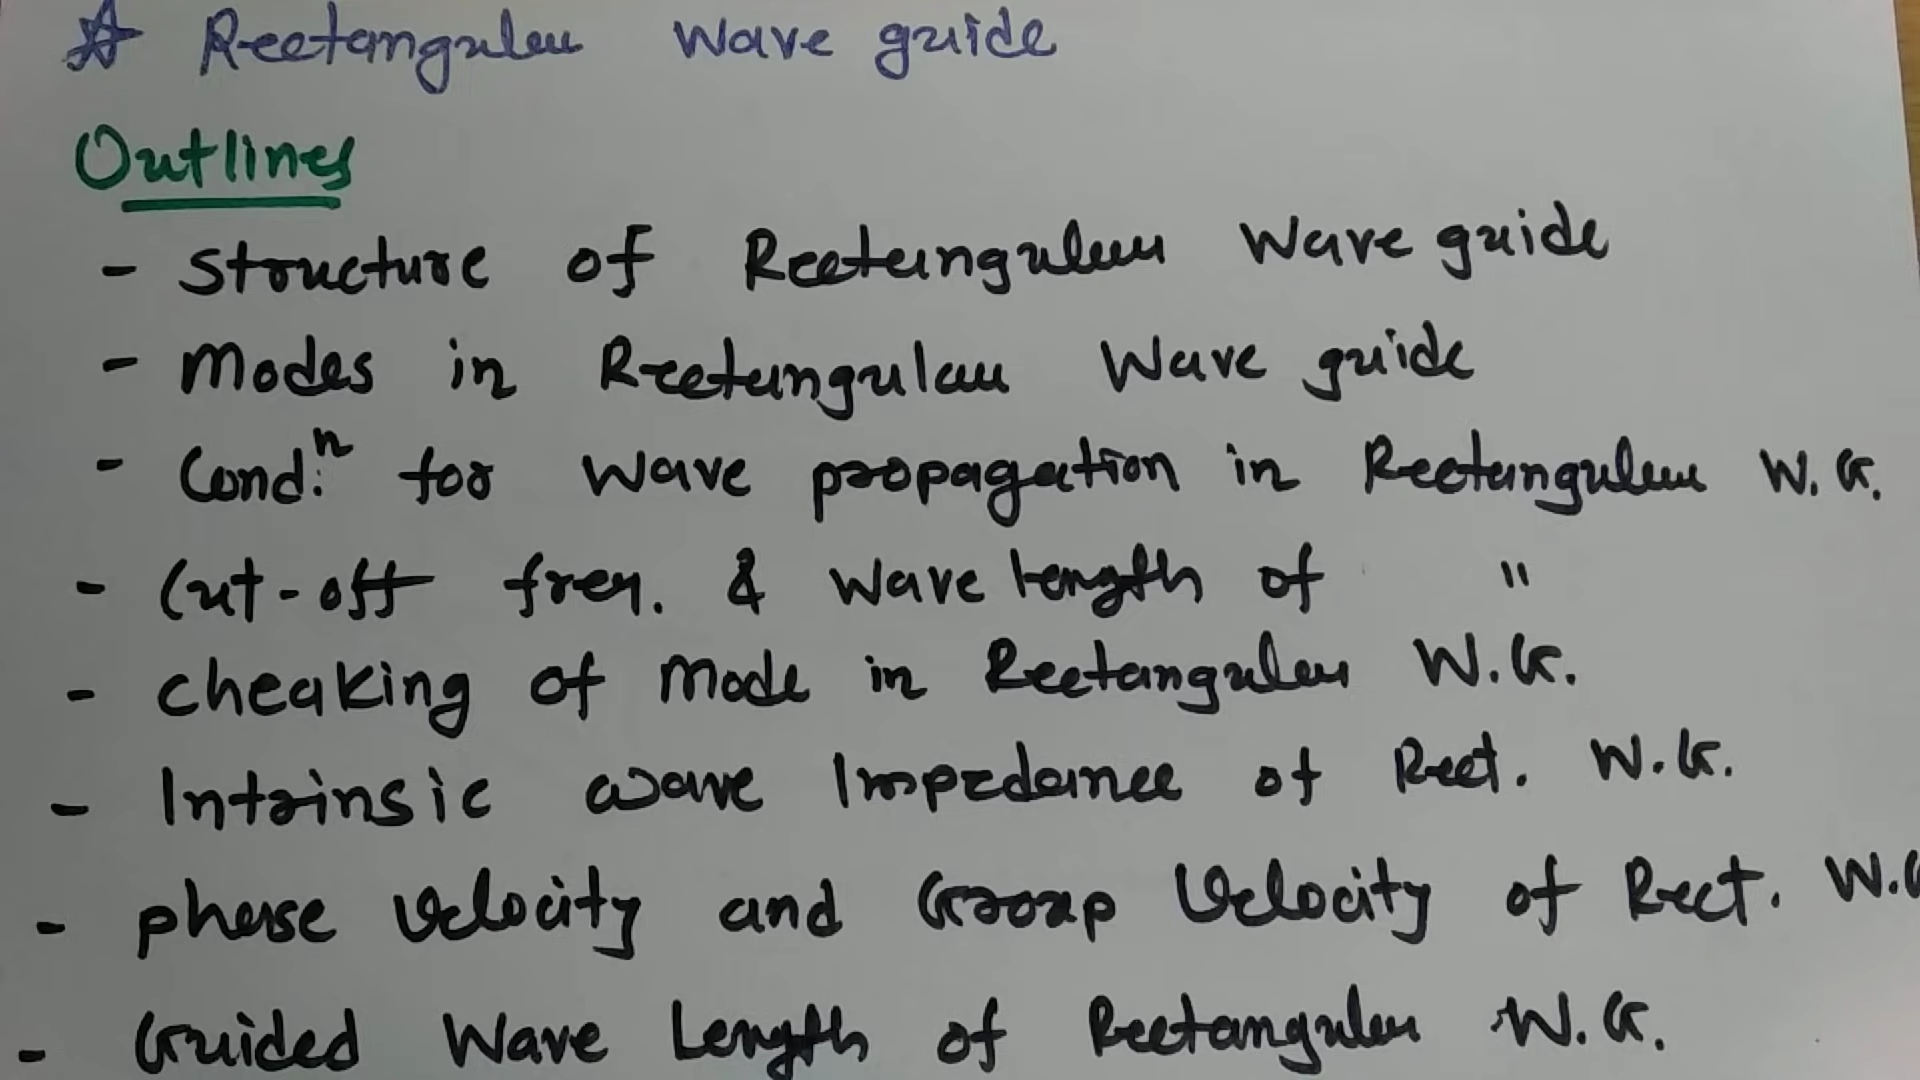 ☆ Rectangular Wave guide
Outlines
- Structure of Rectangular Wave guide
- Modes in Rectangular Wave guide
- Cond:ⁿ for wave propagation in Rectangular W.G.
- Cut-off freq. & wave length of "
- cheaking of Mode in Rectangular W.G.
- Intrinsic wave Impedance of Rect. W.G.
- phase velocity and Group Velocity of Rect. W.G
- Guided Wave Length of Rectangular W.G.